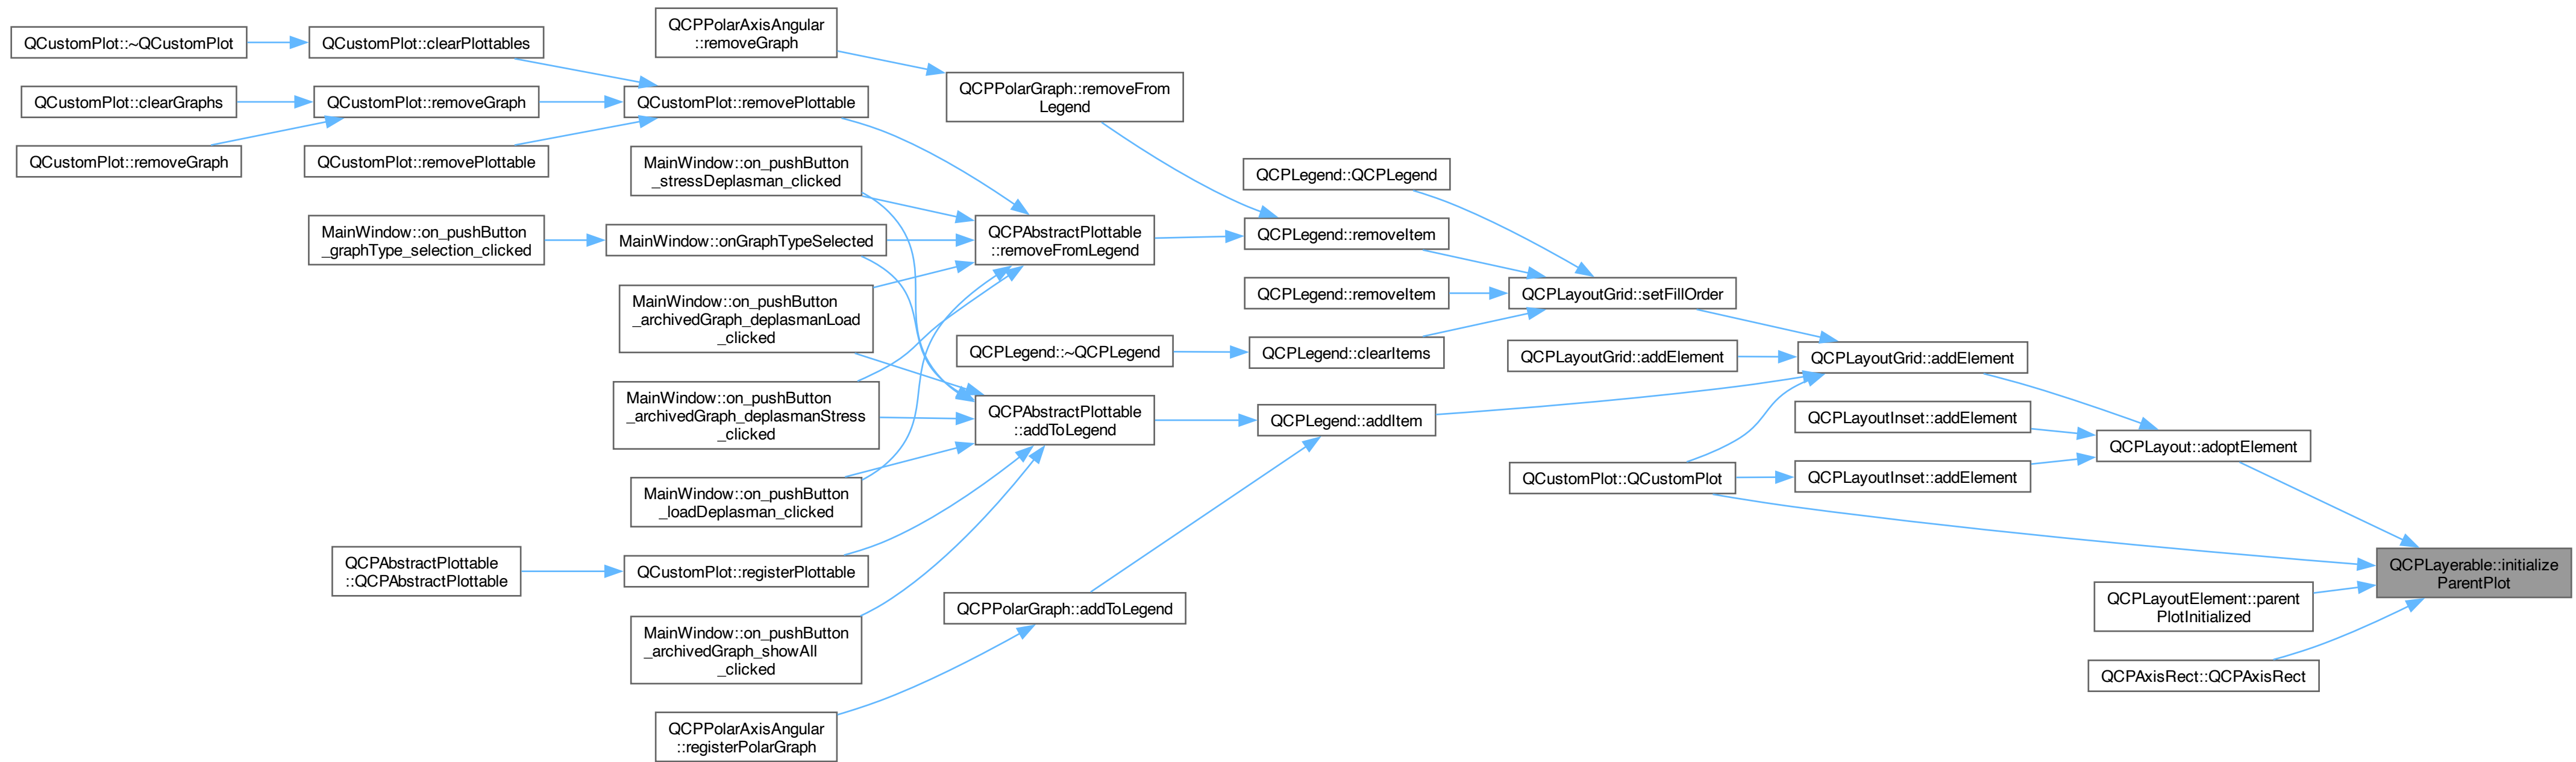 QCustomPlot::~QCustomPlot
QCustomPlot::clearPlottables
QCPPolarAxisAngular
::removeGraph
QCustomPlot::clearGraphs
QCustomPlot::removeGraph
QCustomPlot::removePlottable
QCPPolarGraph::removeFrom
Legend
QCustomPlot::removeGraph
QCustomPlot::removePlottable
MainWindow::on_pushButton
_stressDeplasman_clicked
QCPLegend::QCPLegend
MainWindow::on_pushButton
_graphType_selection_clicked
MainWindow::onGraphTypeSelected
QCPAbstractPlottable
::removeFromLegend
QCPLegend::removeItem
MainWindow::on_pushButton
_archivedGraph_deplasmanLoad
_clicked
QCPLegend::removeItem
QCPLayoutGrid::setFillOrder
QCPLegend::~QCPLegend
QCPLegend::clearItems
QCPLayoutGrid::addElement
QCPLayoutGrid::addElement
MainWindow::on_pushButton
_archivedGraph_deplasmanStress
_clicked
QCPAbstractPlottable
::addToLegend
QCPLegend::addItem
QCPLayoutInset::addElement
QCPLayout::adoptElement
MainWindow::on_pushButton
_loadDeplasman_clicked
QCustomPlot::QCustomPlot
QCPLayoutInset::addElement
QCPAbstractPlottable
::QCPAbstractPlottable
QCustomPlot::registerPlottable
QCPLayerable::initialize
ParentPlot
QCPPolarGraph::addToLegend
QCPLayoutElement::parent
PlotInitialized
MainWindow::on_pushButton
_archivedGraph_showAll
_clicked
QCPAxisRect::QCPAxisRect
QCPPolarAxisAngular
::registerPolarGraph